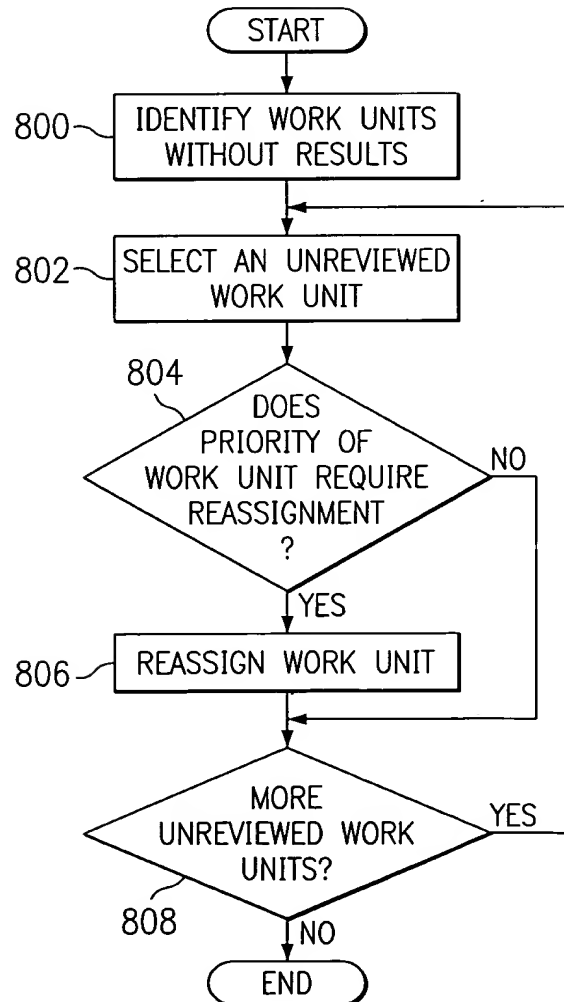 START
800
IDENTIFY WORK UNITS
WITHOUT RESULTS
802
SELECT AN UNREVIEWED
WORK UNIT
804
DOES
PRIORITY OF
WORK UNIT REQUIRE
REASSIGNMENT
?
NO
YES
806
REASSIGN WORK UNIT
MORE
UNREVIEWED WORK
UNITS?
YES
808
NO
END